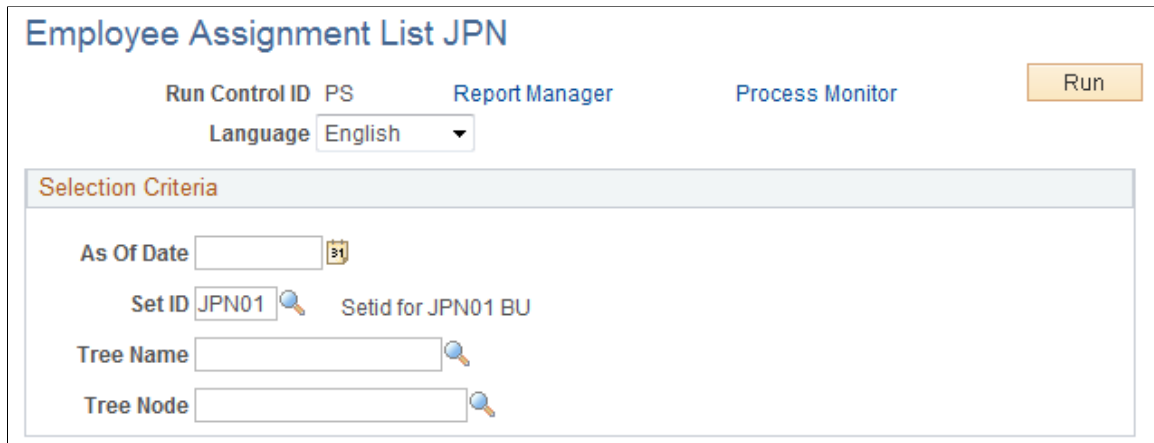 Employee Assignment List JPN
Run Control ID PS Report Manager Process Monitor Run
Language English
Selection Criteria
As Of Date 31
Set ID JPN01 Setid for JPN01 BU
Tree Name
Tree Node